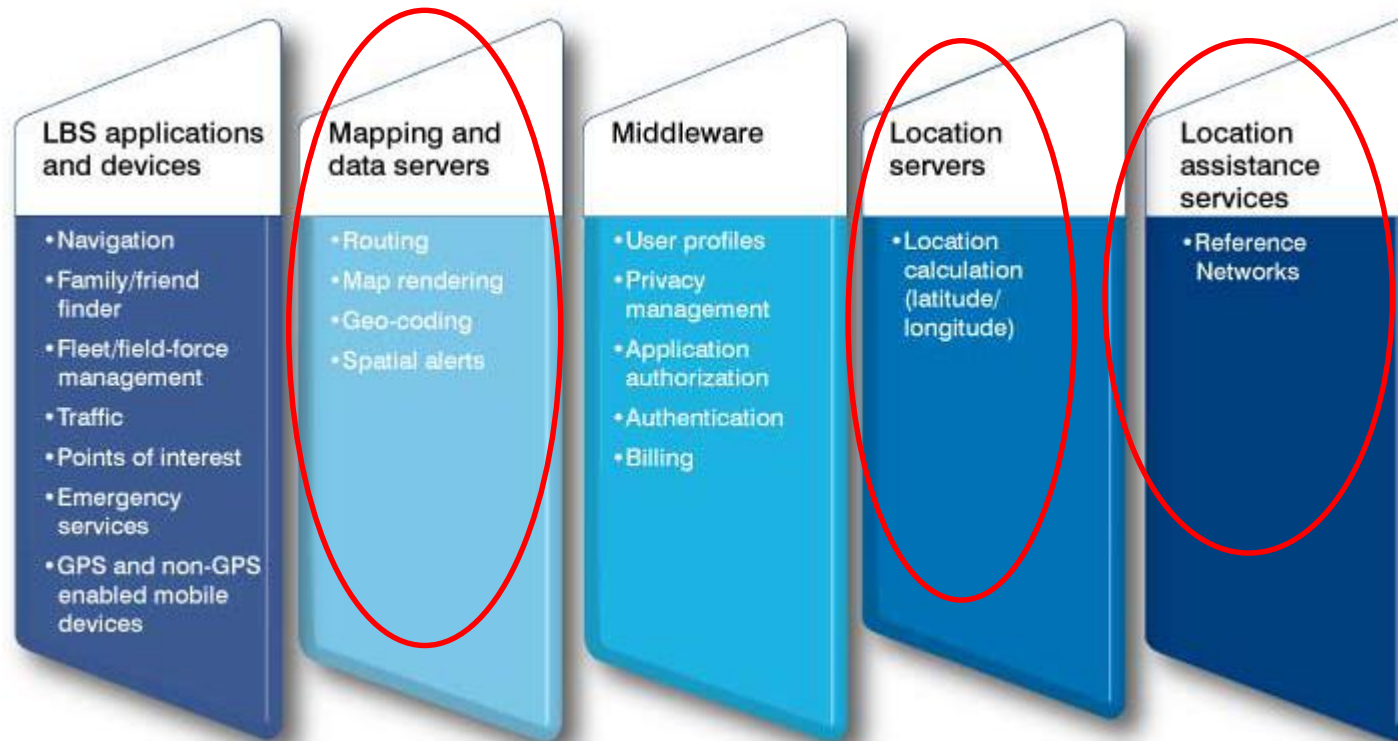 LBS applications
and devices
•Navigation
•Family/friend
finder
•Fleet/field-force
management
•Traffic
•Points of interest
•Emergency
services
•GPS and non-GPS
enabled mobile
devices
Mapping and
data servers
•Routing
•Map rendering
•Geo-coding
•Spatial alerts
Middleware
•User profiles
•Privacy
management
•Application
authorization
•Authentication
•Billing
Location
servers
•Location
calculation
(latitude/
longitude)
Location
assistance
services
•Reference
Networks